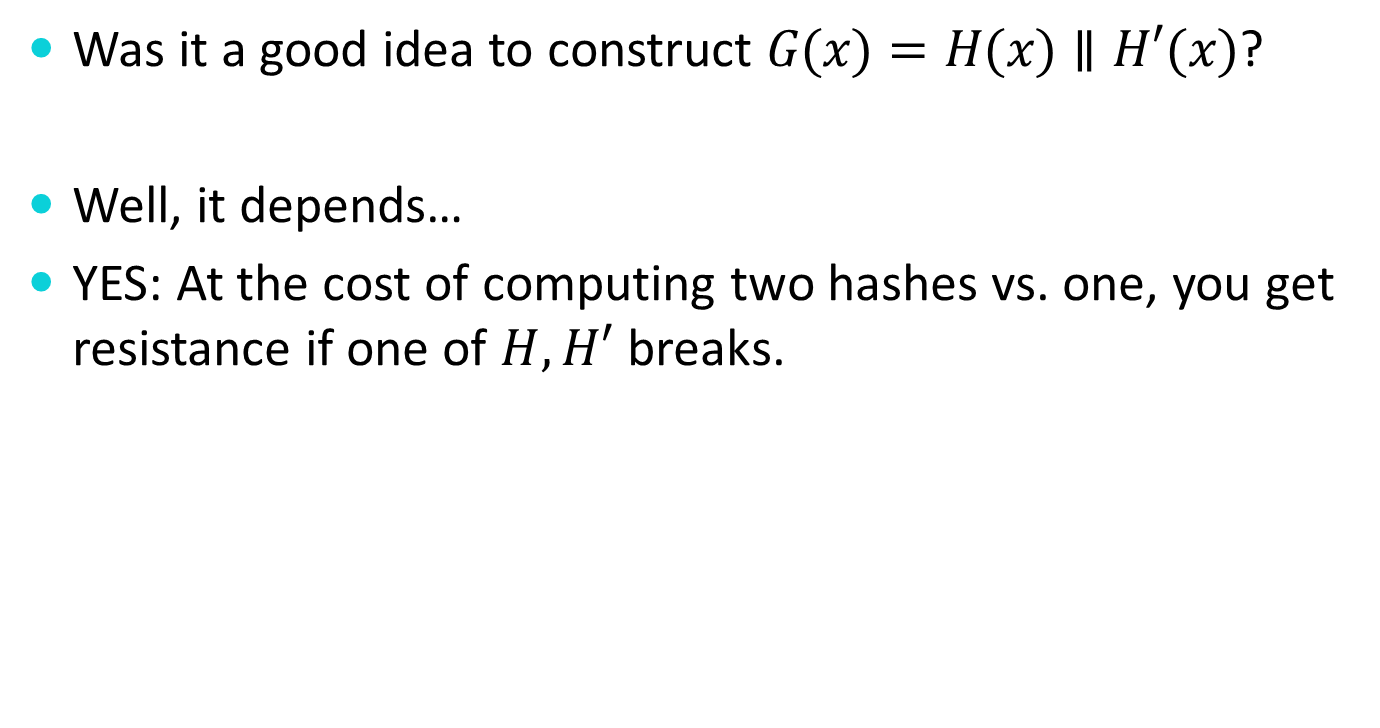 • Was it a good idea to construct G(x) = H(x) ∥ H′(x)?
• Well, it depends…
• YES: At the cost of computing two hashes vs. one, you get
resistance if one of H, H′ breaks.